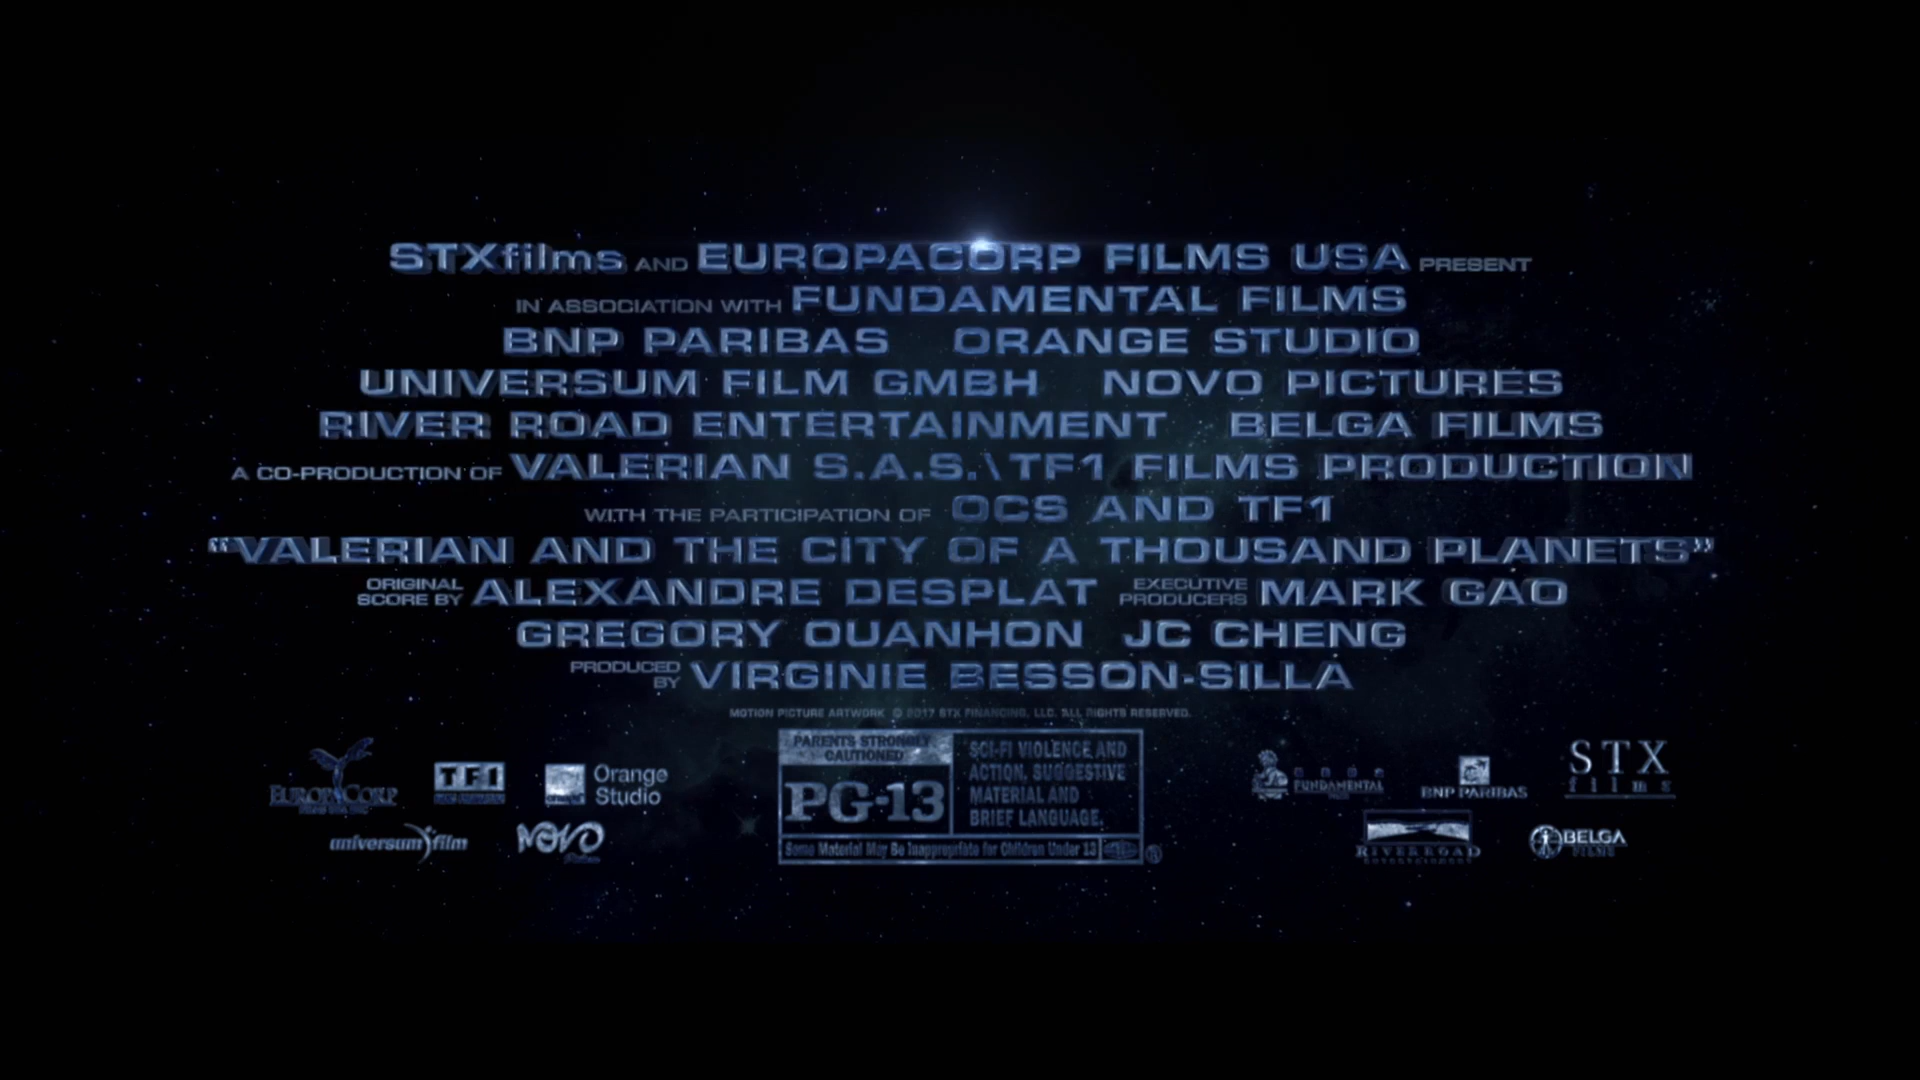 STXfilms AND EUROPACORP FILMS USA PRESENT
IN ASSOCIATION WITH FUNDAMENTAL FILMS
BNP PARIBAS ORANGE STUDIO
UNIVERSUM FILM GMBH NOVO PICTURES
RIVER ROAD ENTERTAINMENT BELGA FILMS
A CO-PRODUCTION OF VALERIAN S.A.S.\TF1 FILMS PRODUCTION
WITH THE PARTICIPATION OF OCS AND TF1
“VALERIAN AND THE CITY OF A THOUSAND PLANETS”
ORIGINAL SCORE BY ALEXANDRE DESPLAT EXECUTIVE PRODUCERS MARK GAO
GREGORY OUANHON JC CHENG
PRODUCED BY VIRGINIE BESSON-SILLA
MOTION PICTURE ARTWORK © 2017 STX FINANCING, LLC. ALL RIGHTS RESERVED.
EUROPACORP
TF1
Orange Studio
universum film
NOVO
PARENTS STRONGLY CAUTIONED
PG-13
SCI-FI VIOLENCE AND
ACTION, SUGGESTIVE
MATERIAL AND
BRIEF LANGUAGE.
Some Material May Be Inappropriate for Children Under 13
®
FUNDAMENTAL
BNP PARIBAS
STX
films
RIVERROAD
ENTERTAINMENT
BELGA
FILMS